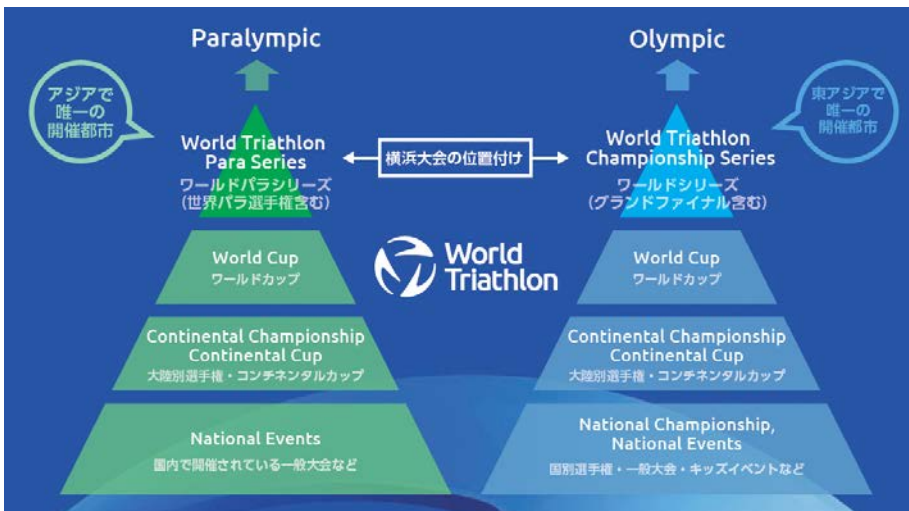 Paralympic
アジアで
唯一の
開催都市
World Triathlon
Para Series
ワールドパラシリーズ
(世界パラ選手権含む)
World Cup
ワールドカップ
Continental Championship
Continental Cup
大陸別選手権・コンチネンタルカップ
National Events
国内で開催されている一般大会など
横浜大会の位置付け
World
Triathlon
Olympic
東アジアで
唯一の
開催都市
World Triathlon
Championship Series
ワールドシリーズ
(グランドファイナル含む)
World Cup
ワールドカップ
Continental Championship
Continental Cup
大陸別選手権・コンチネンタルカップ
National Championship,
National Events
国別選手権・一般大会・キッズイベントなど